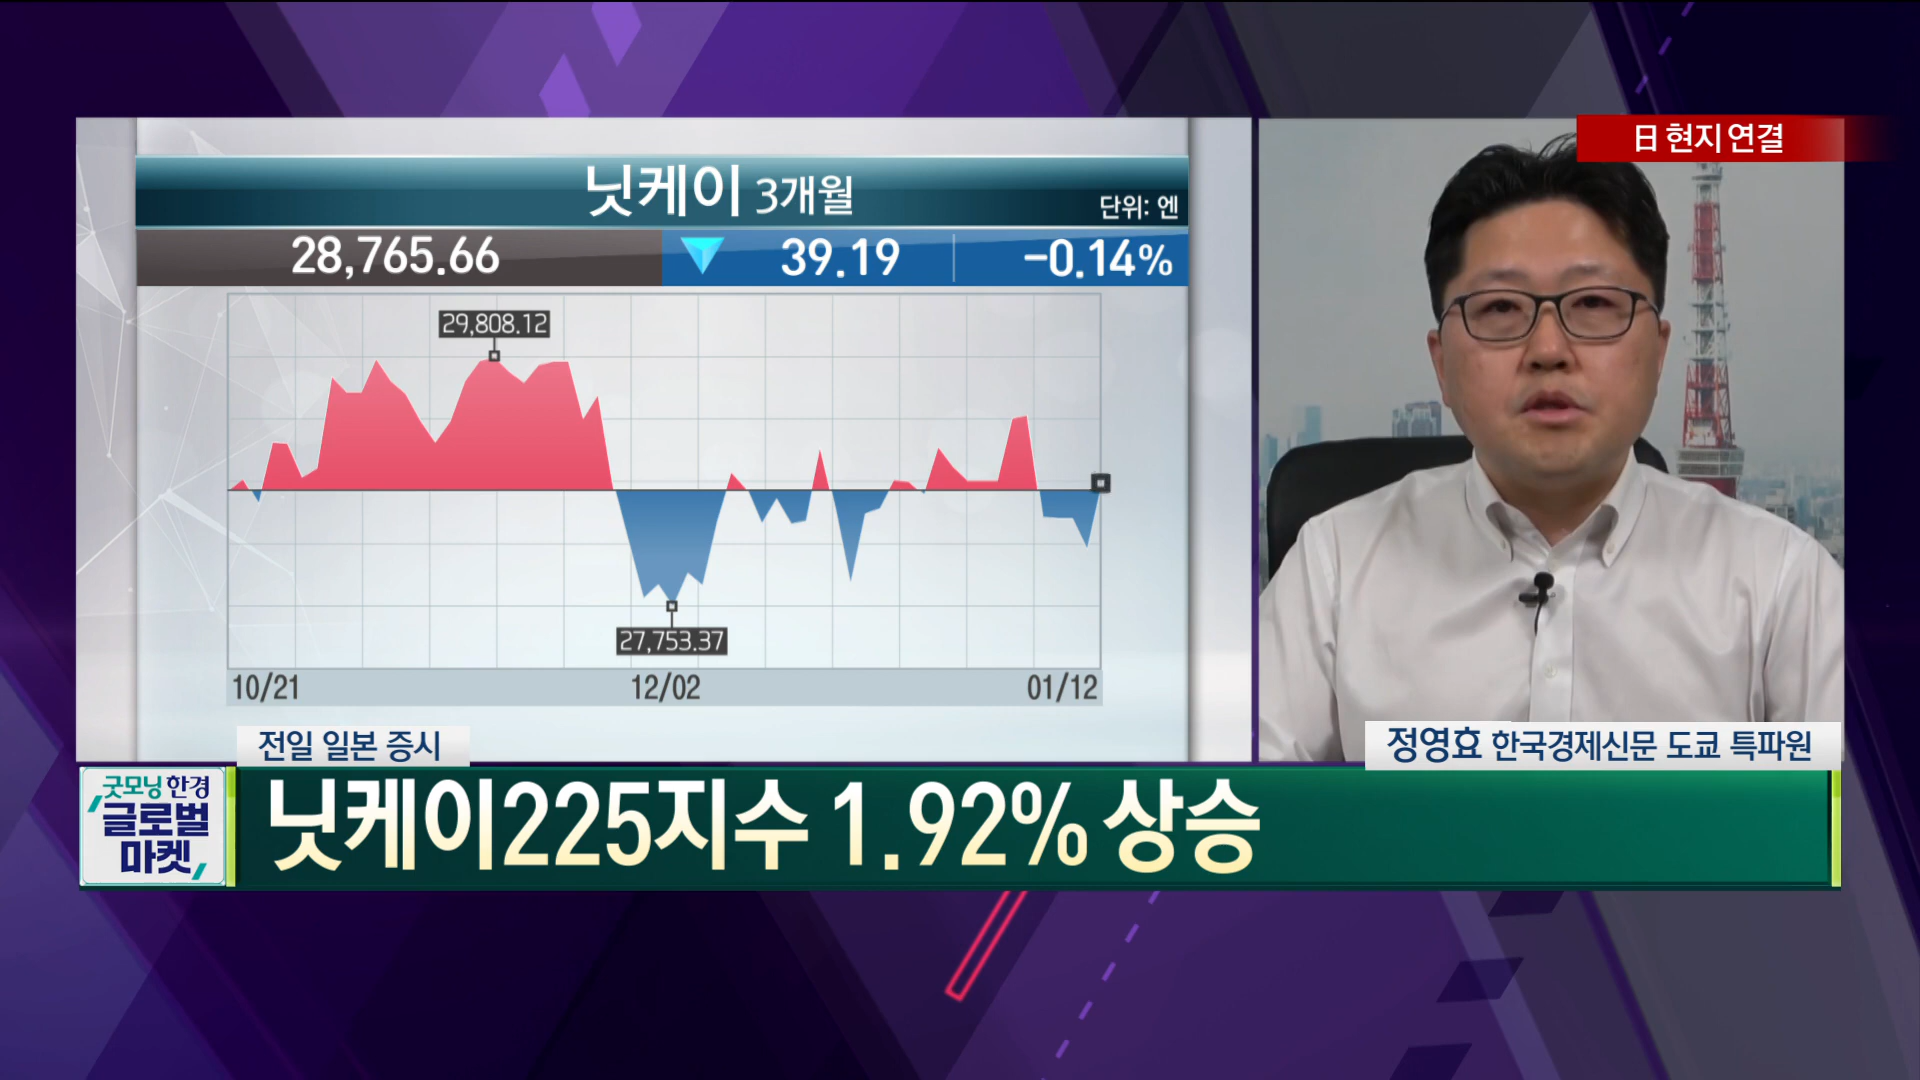 日 현지 연결
닛케이 3개월
단위: 엔
28,765.66 ▼ 39.19 -0.14%
29,808.12
27,753.37
10/21 12/02 01/12
전일 일본 증시
정영효 한국경제신문 도쿄 특파원
굿모닝 한경
글로벌
마켓
닛케이225지수 1.92% 상승